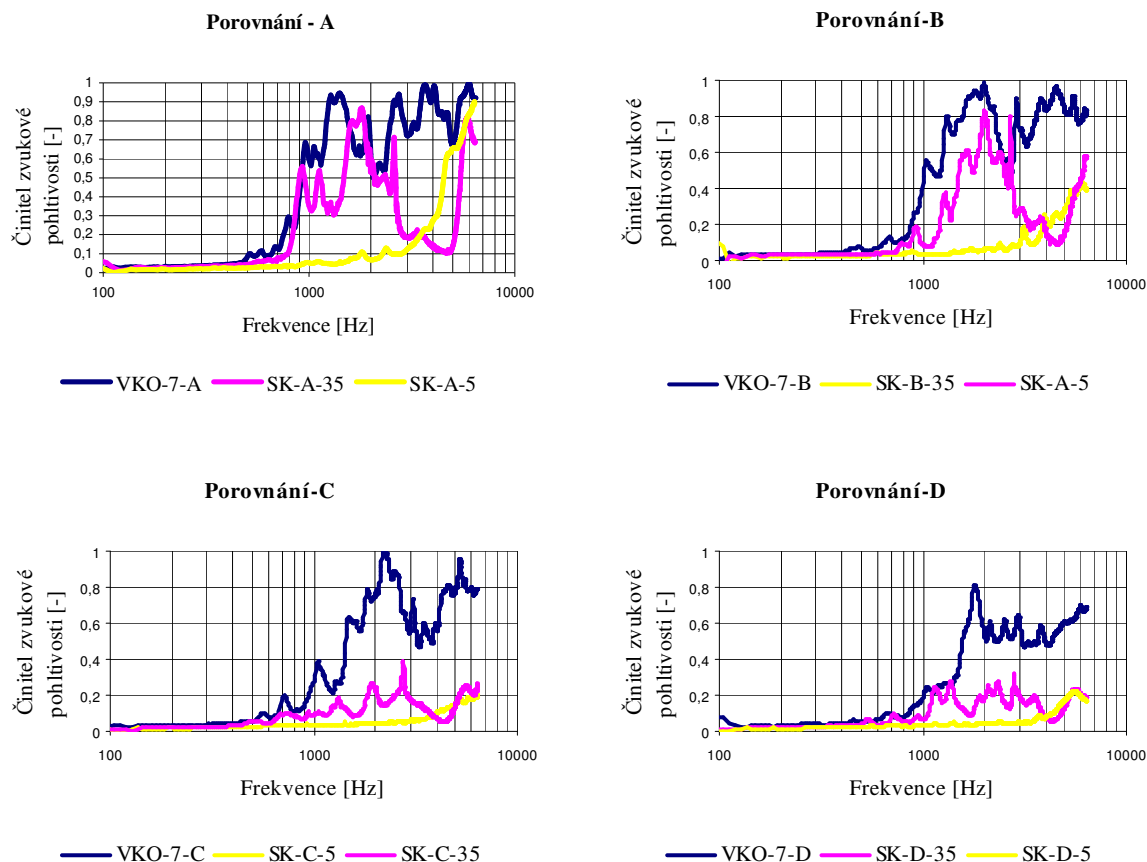 Porovnání - A
Činitel zvukové
pohltivosti [-]
1
0,9
0,8
0,7
0,6
0,5
0,4
0,3
0,2
0,1
0
100 1000 10000
Frekvence [Hz]
VKO-7-A SK-A-35 SK-A-5
Porovnání-B
Činitel zvukové
pohltivosti [-]
1
0,8
0,6
0,4
0,2
0
100 1000 10000
Frekvence [Hz]
VKO-7-B SK-B-35 SK-A-5
Porovnání-C
Činitel zvukové
pohltivosti [-]
1
0,8
0,6
0,4
0,2
0
100 1000 10000
Frekvence [Hz]
VKO-7-C SK-C-5 SK-C-35
Porovnání-D
Činitel zvukové
pohltivosti [-]
1
0,8
0,6
0,4
0,2
0
100 1000 10000
Frekvence [Hz]
VKO-7-D SK-D-35 SK-D-5